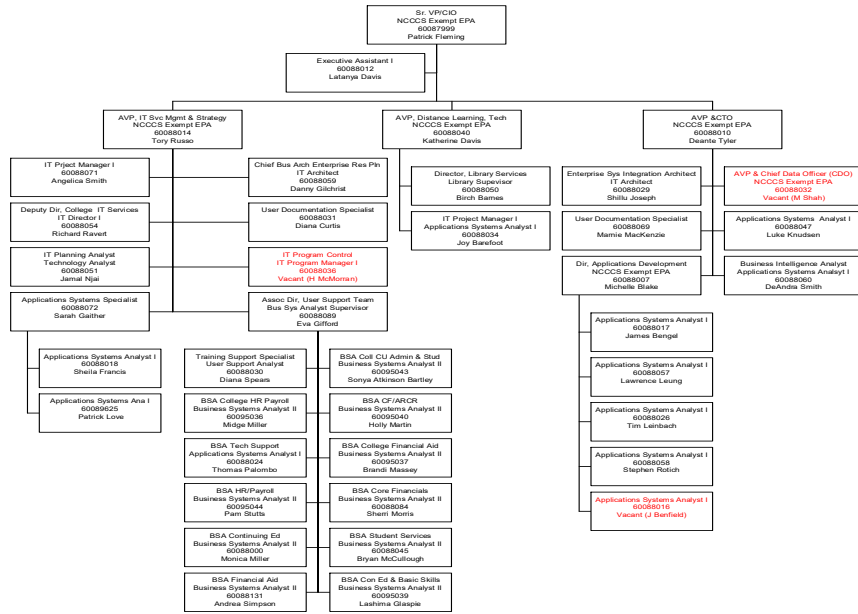 Sr. VP/CIO
NCCCS Exempt EPA
60087999
Patrick Fleming
Executive Assistant I
60088012
Latanya Davis
AVP, IT Svc Mgmt & Strategy
NCCCS Exempt EPA
60088014
Tory Russo
AVP, Distance Learning, Tech
NCCCS Exempt EPA
60088040
Katherine Davis
AVP &CTO
NCCCS Exempt EPA
60088010
Deante Tyler
IT Prject Manager I
60088071
Angelica Smith
Chief Bus Arch Enterprise Res Pln
IT Architect
60088059
Danny Gilchrist
Deputy Dir, College IT Services
IT Director I
60088054
Richard Ravert
User Documentation Specialist
60088031
Diana Curtis
IT Planning Analyst
Technology Analyst
60088051
Jamal Njai
IT Program Control
IT Program Manager I
60088036
Vacant (H McMorran)
Applications Systems Specialist
60088072
Sarah Gaither
Assoc Dir, User Support Team
Bus Sys Analyst Supervisor
60088089
Eva Gifford
Applications Systems Analyst I
60088018
Sheila Francis
Applications Systems Ana I
60089625
Patrick Love
Training Support Specialist
User Support Analyst
60088030
Diana Spears
BSA Coll CU Admin & Stud
Business Systems Analyst II
60095043
Sonya Atkinson Bartley
BSA College HR Payroll
Business Systems Analyst II
60095036
Midge Miller
BSA CF/ARCR
Business Systems Analyst II
60095040
Holly Martin
BSA Tech Support
Applications Systems Analyst I
60088024
Thomas Palombo
BSA College Financial Aid
Business Systems Analyst II
60095037
Brandi Massey
BSA HR/Payroll
Business Systems Analyst II
60095044
Pam Stutts
BSA Core Financials
Business Systems Analyst II
60088084
Sherri Morris
BSA Continuing Ed
Business Systems Analyst II
60088000
Monica Miller
BSA Student Services
Business Systems Analyst II
60088045
Bryan McCullough
BSA Financial Aid
Business Systems Analyst II
60088131
Andrea Simpson
BSA Con Ed & Basic Skills
Business Systems Analyst II
60095039
Lashima Glaspie
Director, Library Services
Library Supevisor
60088050
Birch Barnes
IT Project Manager I
Applications Systems Analyst I
60088034
Joy Barefoot
Enterprise Sys Integration Architect
IT Architect
60088029
Shillu Joseph
AVP & Chief Data Officer (CDO)
NCCCS Exempt EPA
60088032
Vacant (M Shah)
User Documentation Specialist
60088069
Mamie MacKenzie
Applications Systems Analyst I
60088047
Luke Knudsen
Dir, Applications Development
NCCCS Exempt EPA
60088007
Michelle Blake
Business Intelligence Analyst
Applications Systems Analsyt I
60088060
DeAndra Smith
Applications Systems Analyst I
60088017
James Bengel
Applications Systems Analyst I
60088057
Lawrence Leung
Applications Systems Analyst I
60088026
Tim Leinbach
Applications Systems Analyst I
60088058
Stephen Rotich
Applications Systems Analyst I
60088016
Vacant (J Benfield)